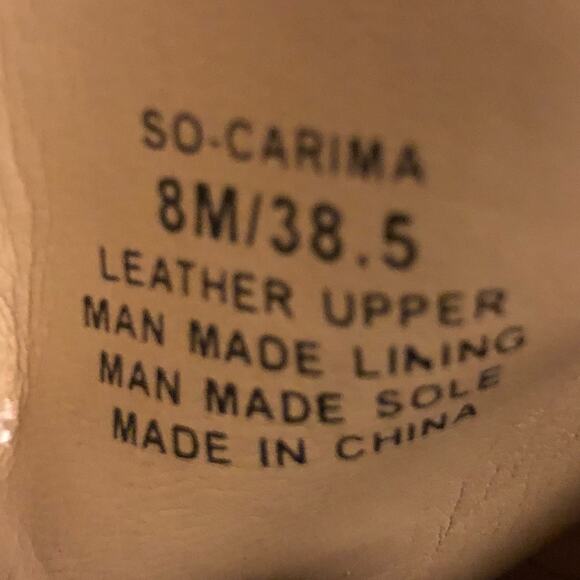 SO-CARIMA
8M/38.5
LEATHER UPPER
MAN MADE LINING
MAN MADE SOLE
MADE IN CHINA